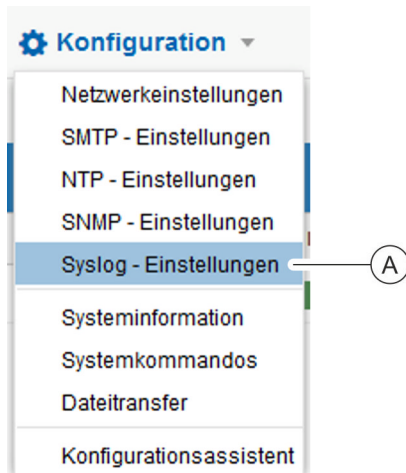 Konfiguration
Netzwerkeinstellungen
SMTP - Einstellungen
NTP - Einstellungen
SNMP - Einstellungen
Syslog - Einstellungen A
Systeminformation
Systemkommandos
Dateitransfer
Konfigurationsassistent